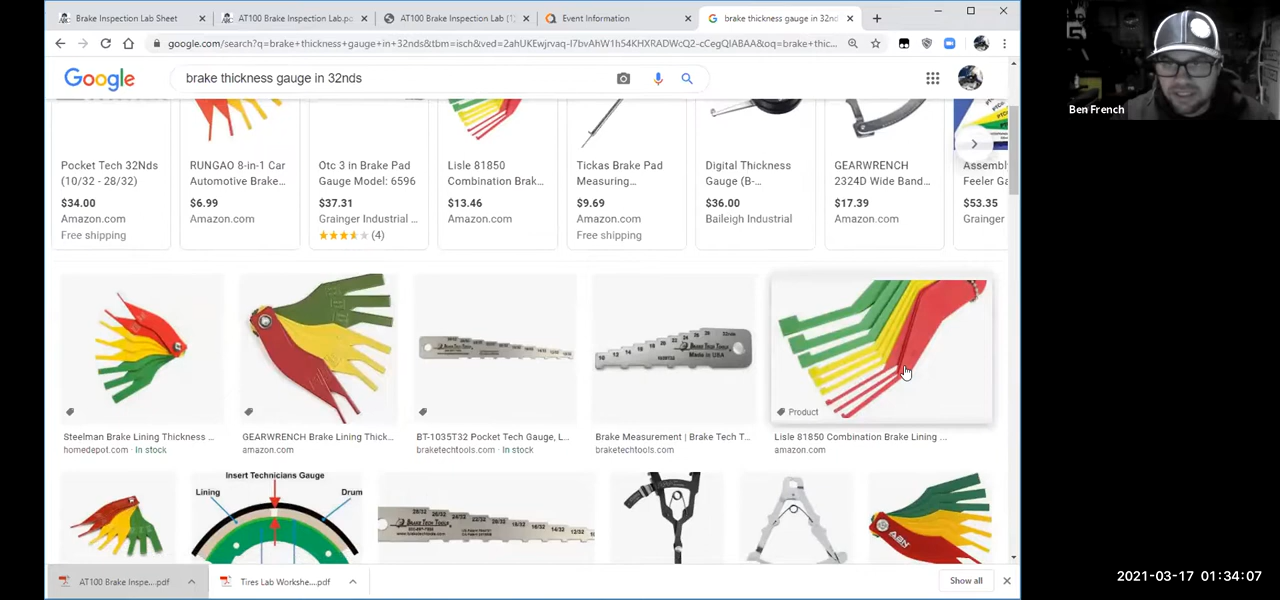 Brake Inspection Lab Sheet
AT100 Brake Inspection Lab.pd
AT100 Brake Inspection Lab (1)
Event Information
brake thickness gauge in 32nd
google.com/search?q=brake+thickness+gauge+in+32nds&tbm=isch&ved=2ahUKEwjrvaq-l7bvAhW1h54KHXRADWcQ2-cCegQIABAA&oq=brake+thic...
Google
brake thickness gauge in 32nds
Ben French
Pocket Tech 32Nds
(10/32 - 28/32)
$34.00
Amazon.com
Free shipping
RUNGAO 8-in-1 Car
Automotive Brake...
$6.99
Amazon.com
Otc 3 in Brake Pad
Gauge Model: 6596
$37.31
Grainger Industrial ...
(4)
Lisle 81850
Combination Brak...
$13.46
Amazon.com
Tickas Brake Pad
Measuring...
$9.69
Amazon.com
Free shipping
Digital Thickness
Gauge (B-...
$36.00
Baileigh Industrial
GEARWRENCH
2324D Wide Band...
$17.39
Amazon.com
Assembl
Feeler Ga
$53.35
Grainger
Product
Steelman Brake Lining Thickness ...
homedepot.com · In stock
GEARWRENCH Brake Lining Thick...
amazon.com
BT-1035T32 Pocket Tech Gauge, L...
braketechtools.com · In stock
Brake Measurement | Brake Tech T...
braketechtools.com
Lisle 81850 Combination Brake Lining ...
amazon.com
Insert Technicians Gauge
Lining
Drum
AT100 Brake Inspe....pdf
Tires Lab Workshe....pdf
Show all
2021-03-17 01:34:07